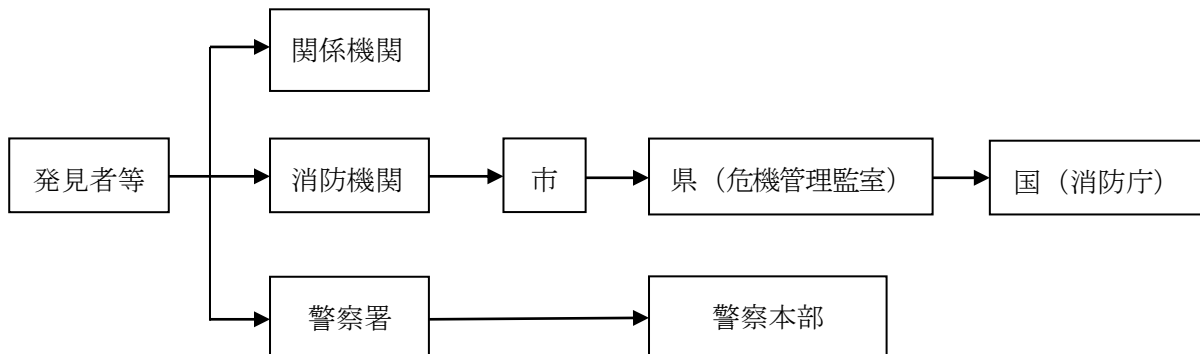 関係機関
発見者等
消防機関
市
県（危機管理監室）
国（消防庁）
警察署
警察本部